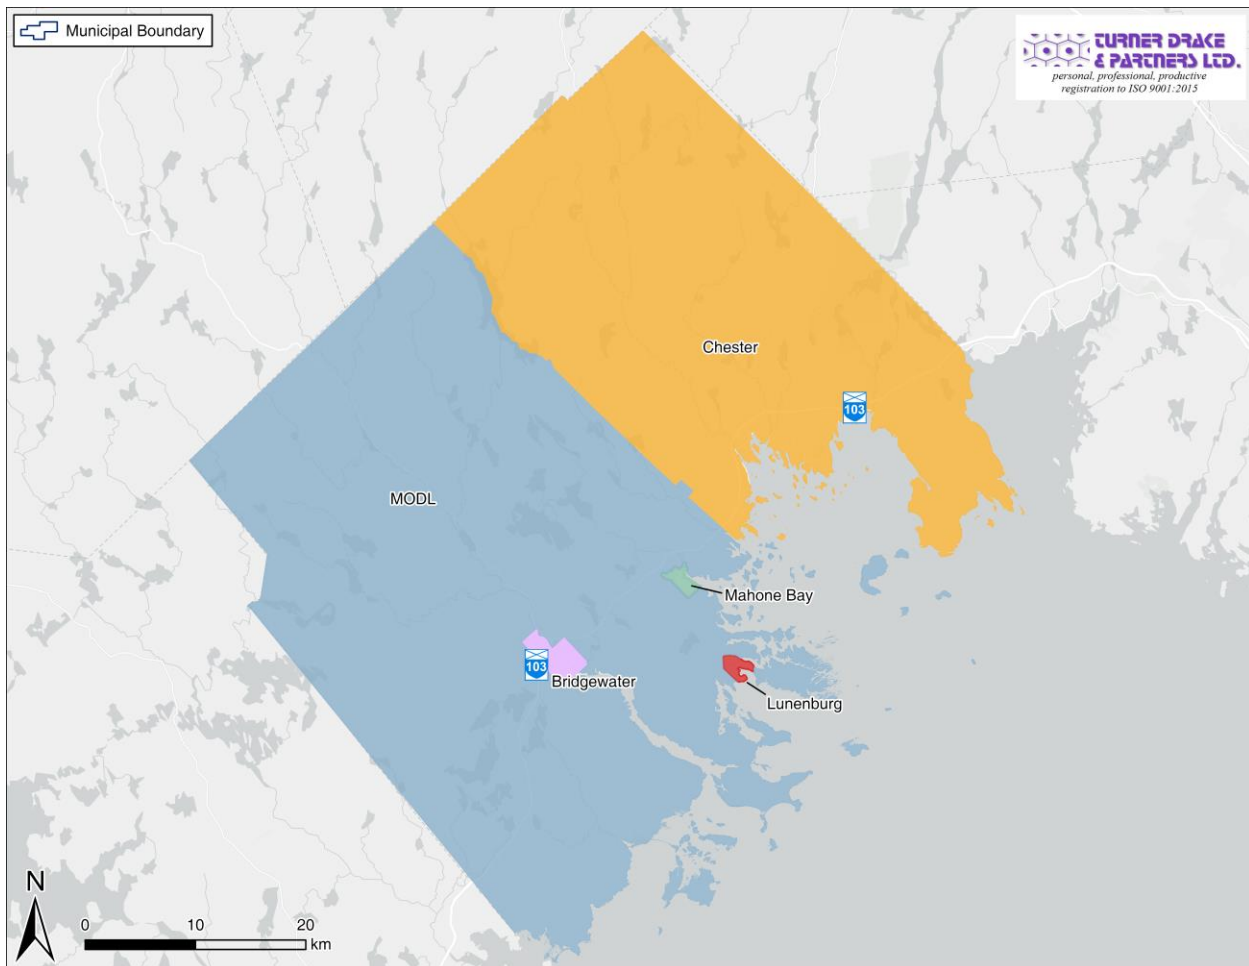 Municipal Boundary
TURNER DRAKE
& PARTNERS LTD.
personal, professional, productive
registration to ISO 9001:2015
Chester
103
MODL
Mahone Bay
103
Bridgewater
Lunenburg
N
0 10 20
km